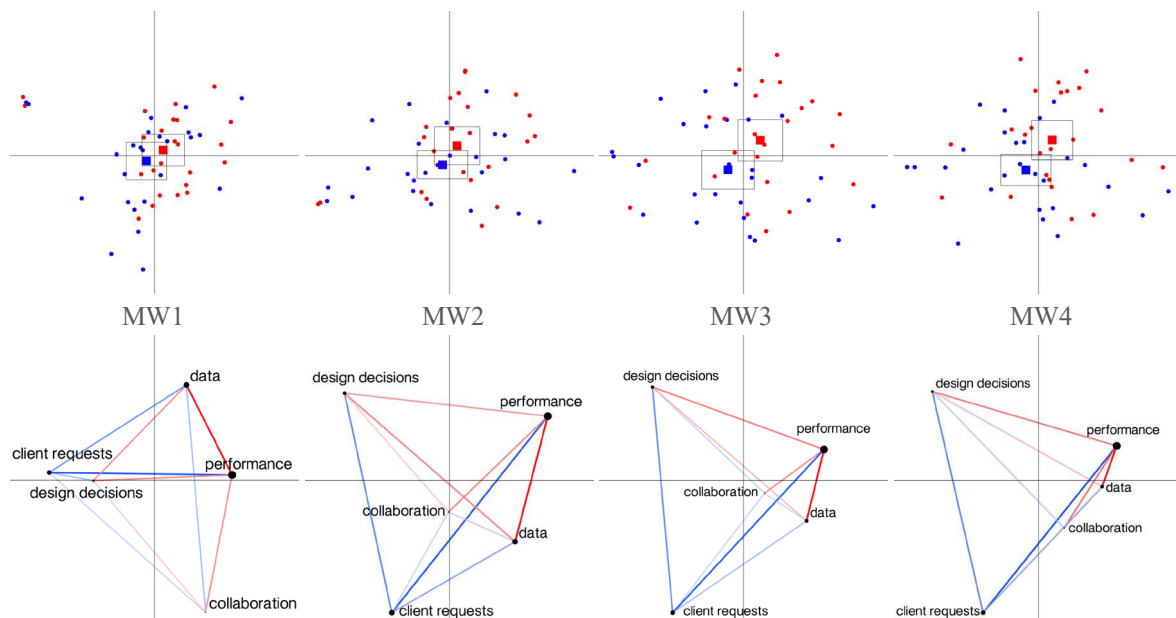 MW1 MW2 MW3 MW4
data
client requests
performance
design decisions
collaboration
design decisions
performance
collaboration
data
client requests
design decisions
performance
collaboration
data
client requests
design decisions
performance
data
collaboration
client requests